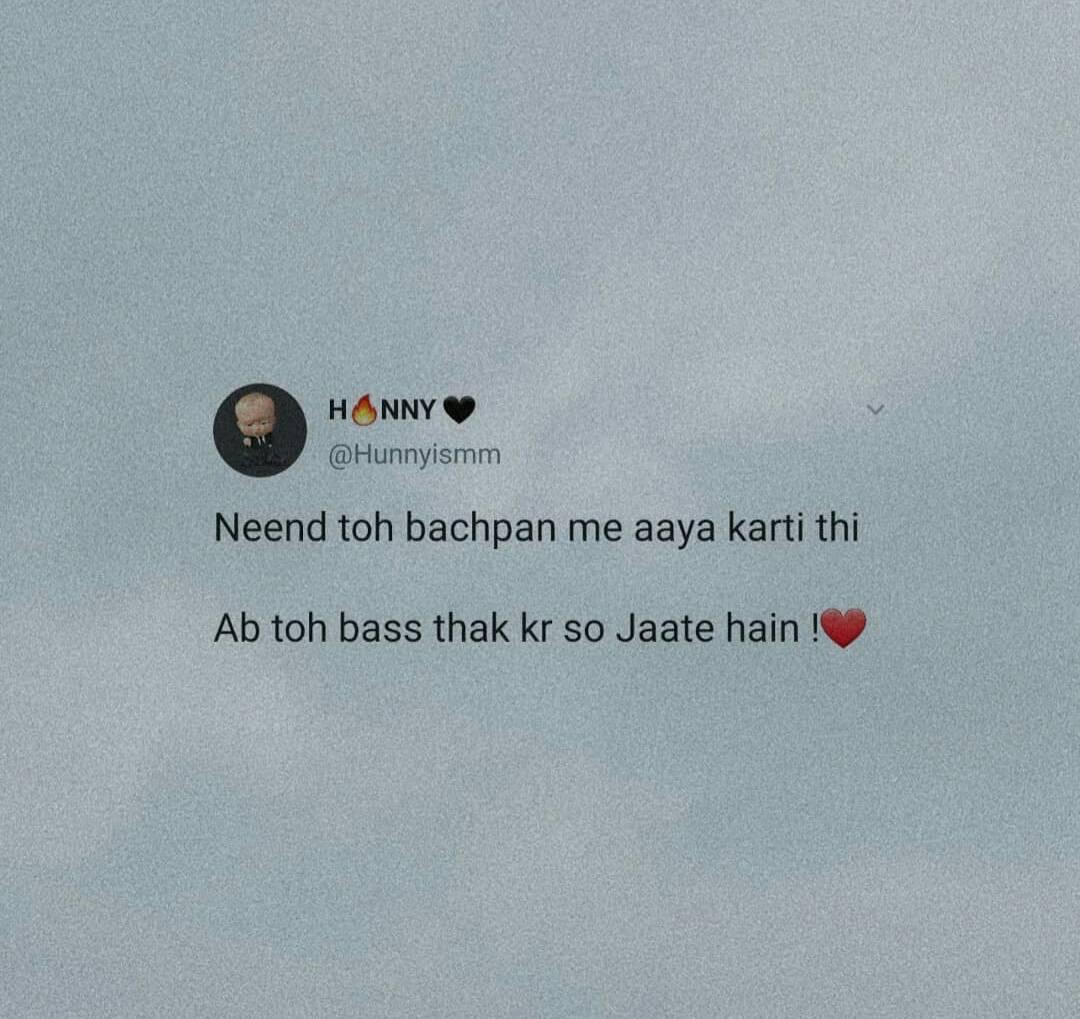 H🔥NNY🖤
@Hunnyismm
Neend toh bachpan me aaya karti thi
Ab toh bass thak kr so Jaate hain !❤️